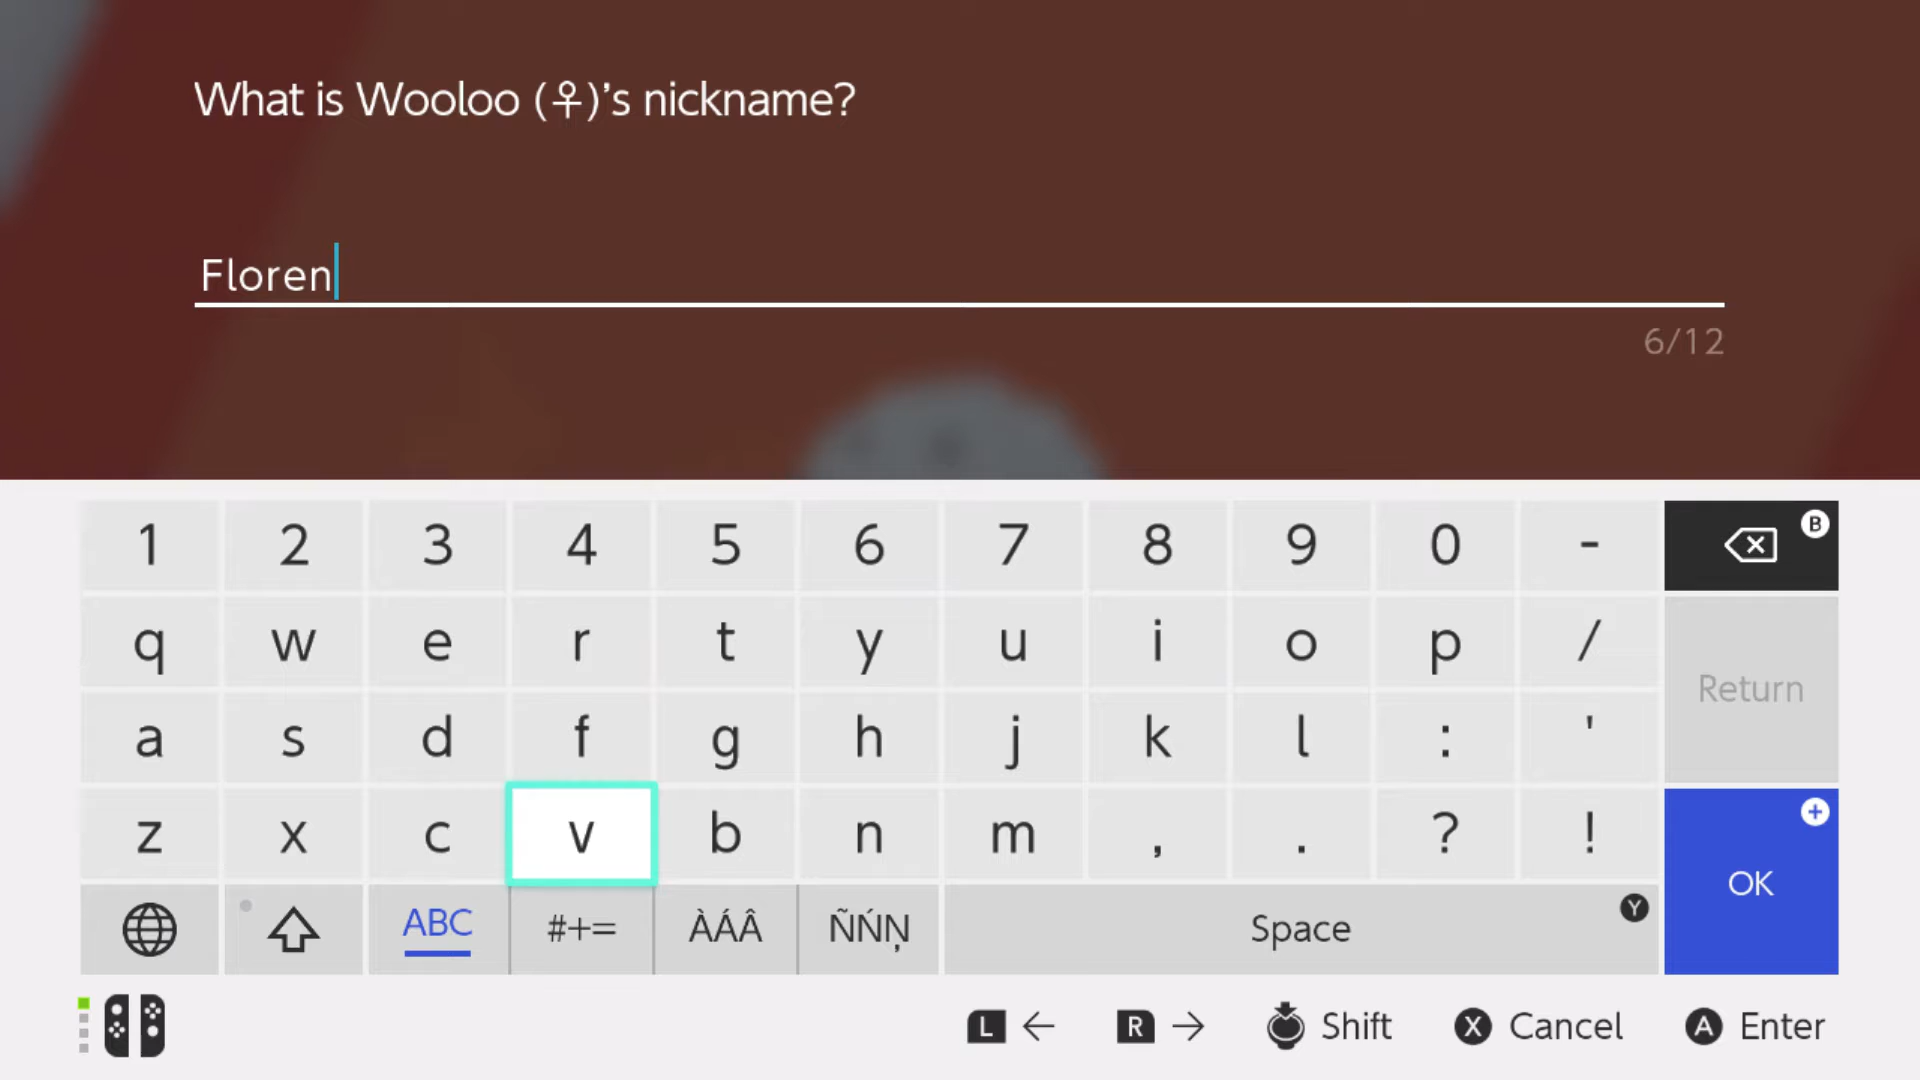 What is Wooloo (♀)'s nickname?
Floren
6/12
1 2 3 4 5 6 7 8 9 0 - B
q w e r t y u i o p / Return
a s d f g h j k l : '
z x c v b n m , . ? ! + OK
ABC #+= ÀÁÂ ÑŃŅ Space Y
L ← R → Shift X Cancel A Enter